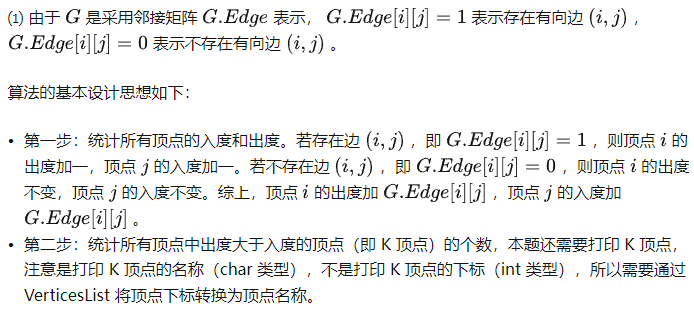 ⑴ 由于 G 是采用邻接矩阵 G.Edge 表示， G.Edge[i][j] = 1 表示存在有向边 (i, j) ，
G.Edge[i][j] = 0 表示不存在有向边 (i, j) 。
算法的基本设计思想如下：
• 第一步：统计所有顶点的入度和出度。若存在边 (i, j) ，即 G.Edge[i][j] = 1 ，则顶点 i 的
出度加一，顶点 j 的入度加一。若不存在边 (i, j) ，即 G.Edge[i][j] = 0 ，则顶点 i 的出度
不变，顶点 j 的入度不变。综上，顶点 i 的出度加 G.Edge[i][j] ，顶点 j 的入度加
G.Edge[i][j] 。
• 第二步：统计所有顶点中出度大于入度的顶点（即 K 顶点）的个数，本题还需要打印 K 顶点，
注意是打印 K 顶点的名称（char 类型），不是打印 K 顶点的下标（int 类型），所以需要通过
VerticesList 将顶点下标转换为顶点名称。